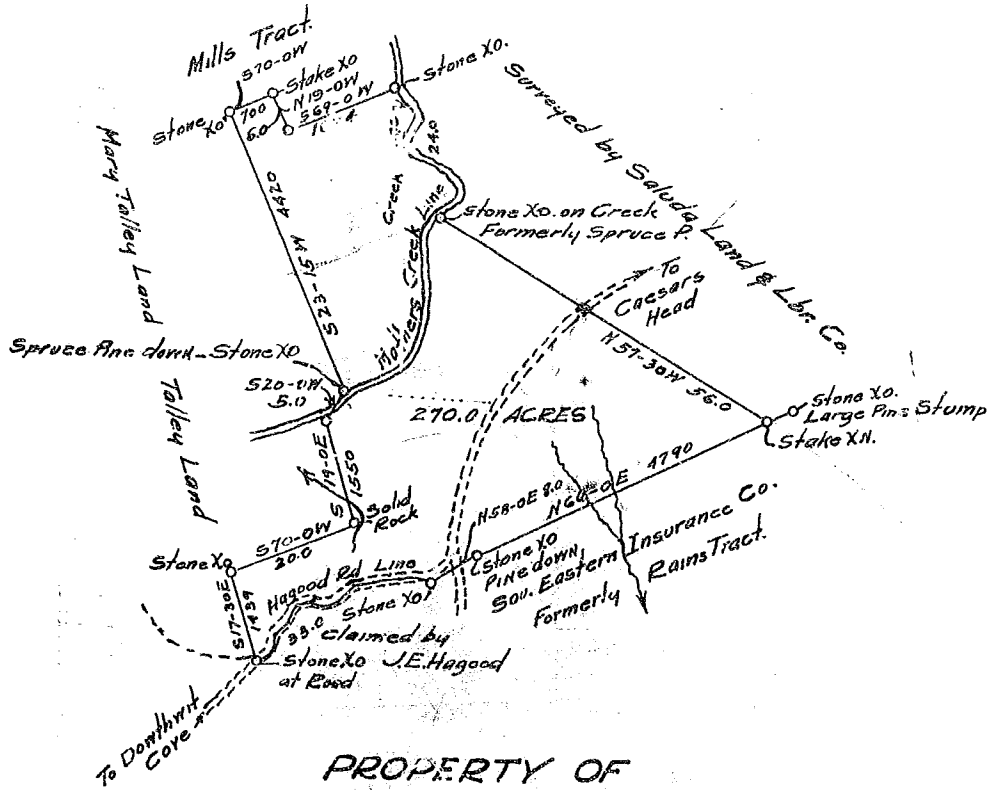 Mills Tract.
S70-0W
Stake XO
N19-0W
S69-0W
Stone XO.
Stone XO
700
6.0
24.0
Creek
Line
Stone XO. on Creek
Formerly Spruce P.
Surveyed by Saluda Land & Lbr. Co.
Mary Talley Land
Talley Land
S23-15W 4420
Creek Line
To
Caesars
Head
N57-30W 56.0
Spruce Pine down - Stone XO
S20-0W
5.0
270.0 ACRES
Stone XO.
Large Pine Stump
Stake XN.
S 19-0E
1550
Solid
Rock
N58-0E 8.0
4790
S70-0W
20.0
Stone XO
Stone XO
Pine down
Sou. Eastern Insurance Co.
Formerly Rains Tract.
Hagood Rd Line
Stone XO
S17-30E
33.0
Claimed by
J.E. Hagood
Stone XO
at Road
To
Cove
PROPERTY OF